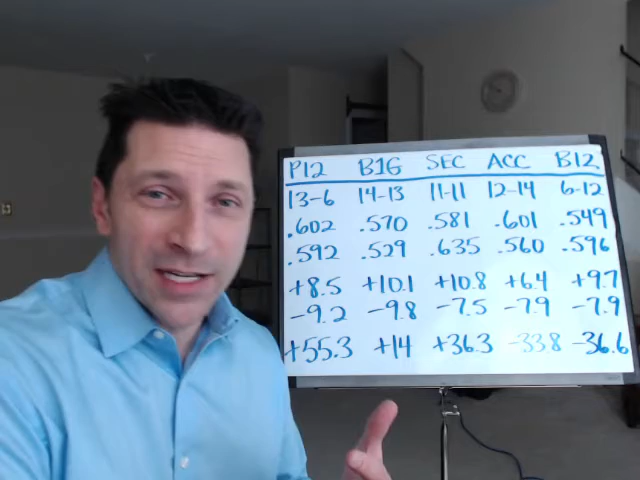 P12 B1G SEC ACC B12
13-6 14-13 11-11 12-14 6-12
.602 .570 .581 .601 .549
.592 .529 .635 .560 .596
+8.5 +10.1 +10.8 +6.4 +9.7
-9.2 -9.8 -7.5 -7.9 -7.9
+55.3 +14 +36.3 -33.8 -36.6